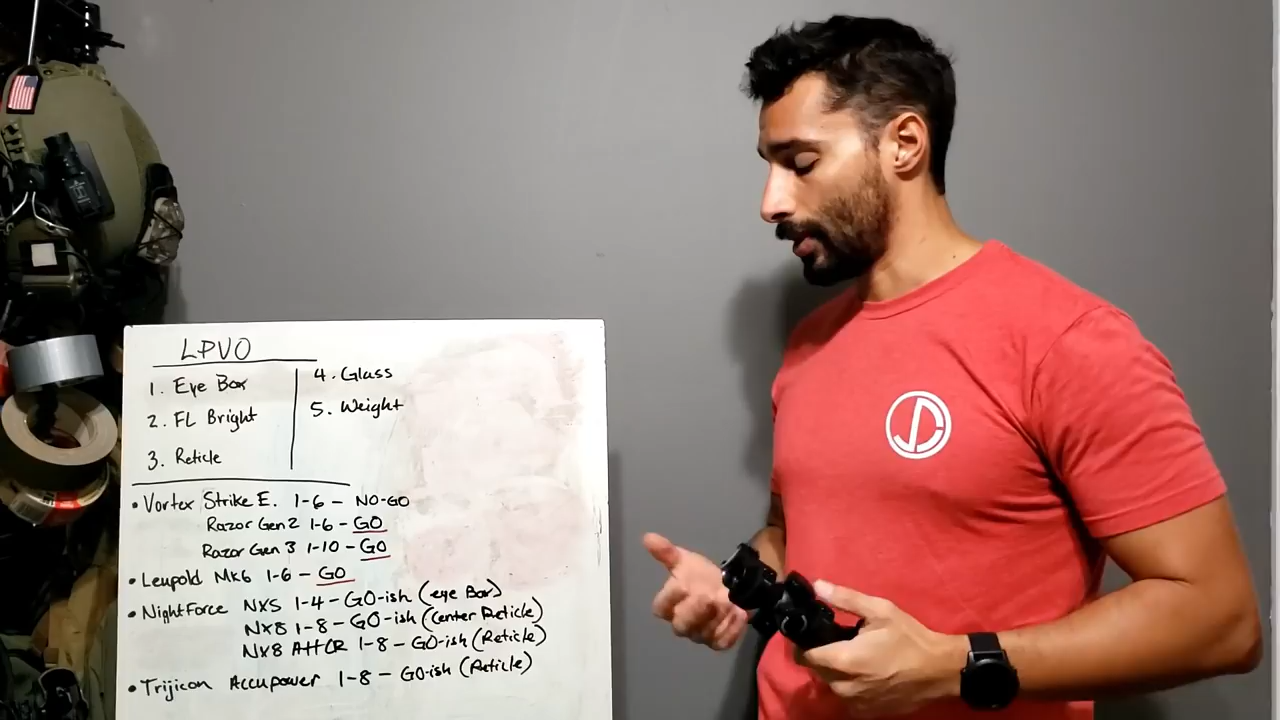 LPVO
1. Eye Box
2. FL Bright
3. Reticle
4. Glass
5. Weight
• Vortex Strike E. 1-6 - NO-GO
Razor Gen2 1-6 - GO
Razor Gen 3 1-10 - GO
• Leupold MK6 1-6 - GO
• NightForce NXS 1-4 - GO-ish (eye Box)
NX8 1-8 - GO-ish (center Reticle)
NX8 ATACR 1-8 - GO-ish (Reticle)
• Trijicon Accupower 1-8 - GO-ish (Reticle)